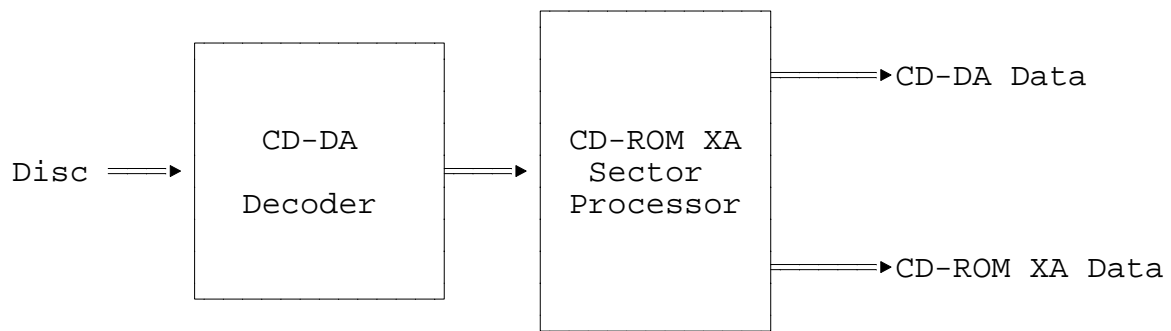 Disc
CD-DA
Decoder
CD-ROM XA
Sector
Processor
CD-DA Data
CD-ROM XA Data